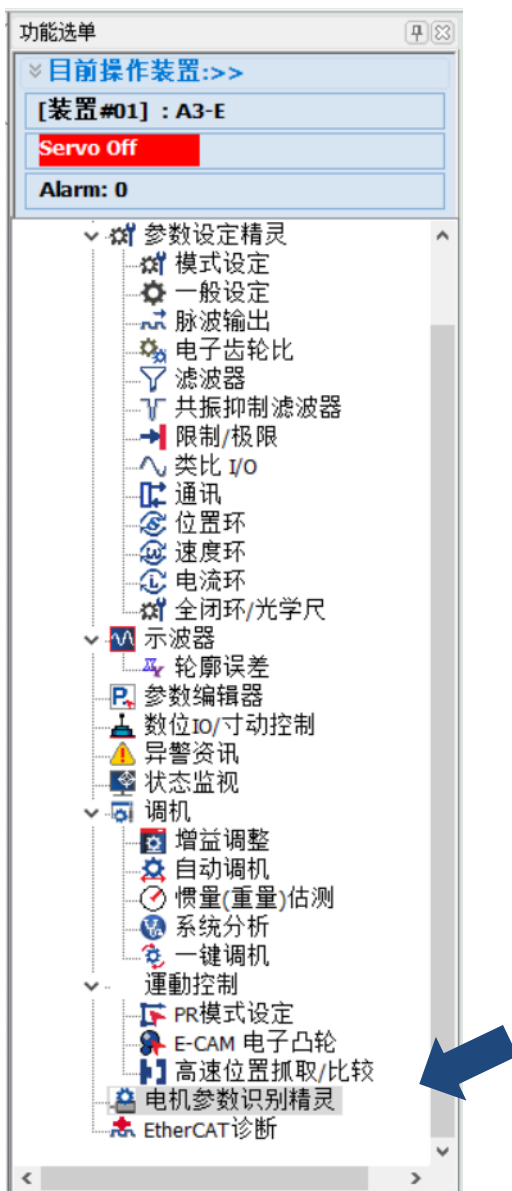 功能选单
目前操作装置:>>
[装置#01] : A3-E
Servo Off
Alarm: 0
参数设定精灵
模式设定
一般设定
脉波输出
电子齿轮比
滤波器
共振抑制滤波器
限制/极限
类比 I/O
通讯
位置环
速度环
电流环
全闭环/光学尺
示波器
轮廓误差
参数编辑器
数位IO/寸动控制
异警资讯
状态监视
调机
增益调整
自动调机
惯量(重量)估测
系统分析
一键调机
運動控制
PR模式设定
E-CAM 电子凸轮
高速位置抓取/比较
电机参数识别精灵
EtherCAT诊断